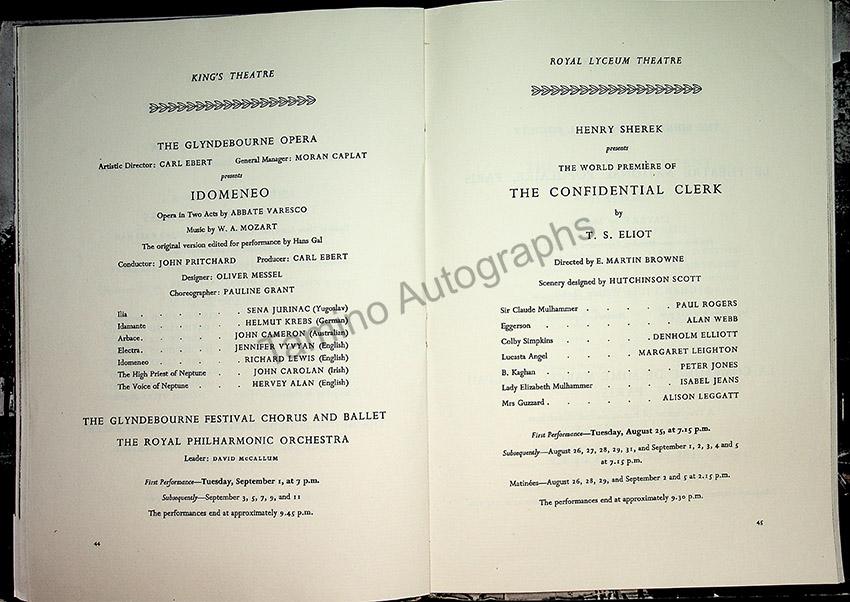 KING'S THEATRE
THE GLYNDEBOURNE OPERA
Artistic Director: CARL EBERT General Manager: MORAN CAPLAT
presents
IDOMENEO
Opera in Two Acts by ABBATE VARESCO
Music by W. A. MOZART
The original version edited for performance by Hans Gal
Conductor: JOHN PRITCHARD Producer: CARL EBERT
Designer: OLIVER MESSEL
Choreographer: PAULINE GRANT
Ilia . . . . . SENA JURINAC (Yugoslav)
Idamante . . . . . HELMUT KREBS (German)
Arbace . . . . . JOHN CAMERON (Australian)
Electra . . . . . JENNIFER VYVYAN (English)
Idomeneo . . . . . RICHARD LEWIS (English)
The High Priest of Neptune . . JOHN CAROLAN (Irish)
The Voice of Neptune . . . HERVEY ALAN (English)
THE GLYNDEBOURNE FESTIVAL CHORUS AND BALLET
THE ROYAL PHILHARMONIC ORCHESTRA
Leader: DAVID McCALLUM
First Performance—Tuesday, September 1, at 7 p.m.
Subsequently—September 3, 5, 7, 9, and 11
The performances end at approximately 9.45 p.m.
44
ROYAL LYCEUM THEATRE
HENRY SHEREK
presents
THE WORLD PREMIÈRE OF
THE CONFIDENTIAL CLERK
by
T. S. ELIOT
Directed by E. MARTIN BROWNE
Scenery designed by HUTCHINSON SCOTT
Sir Claude Mulhammer . . . . . PAUL ROGERS
Eggerson . . . . . . . ALAN WEBB
Colby Simpkins . . . . . . DENHOLM ELLIOTT
Lucasta Angel . . . . . MARGARET LEIGHTON
B. Kaghan . . . . . . . PETER JONES
Lady Elizabeth Mulhammer . . . . ISABEL JEANS
Mrs Guzzard . . . . . . ALISON LEGGATT
First Performance—Tuesday, August 25, at 7.15 p.m.
Subsequently—August 26, 27, 28, 29, 31, and September 1, 2, 3, 4 and 5
at 7.15 p.m.
Matinées—August 26, 28, 29, and September 2 and 5 at 2.15 p.m.
The performances end at approximately 9.30 p.m.
45
Tamino Autographs